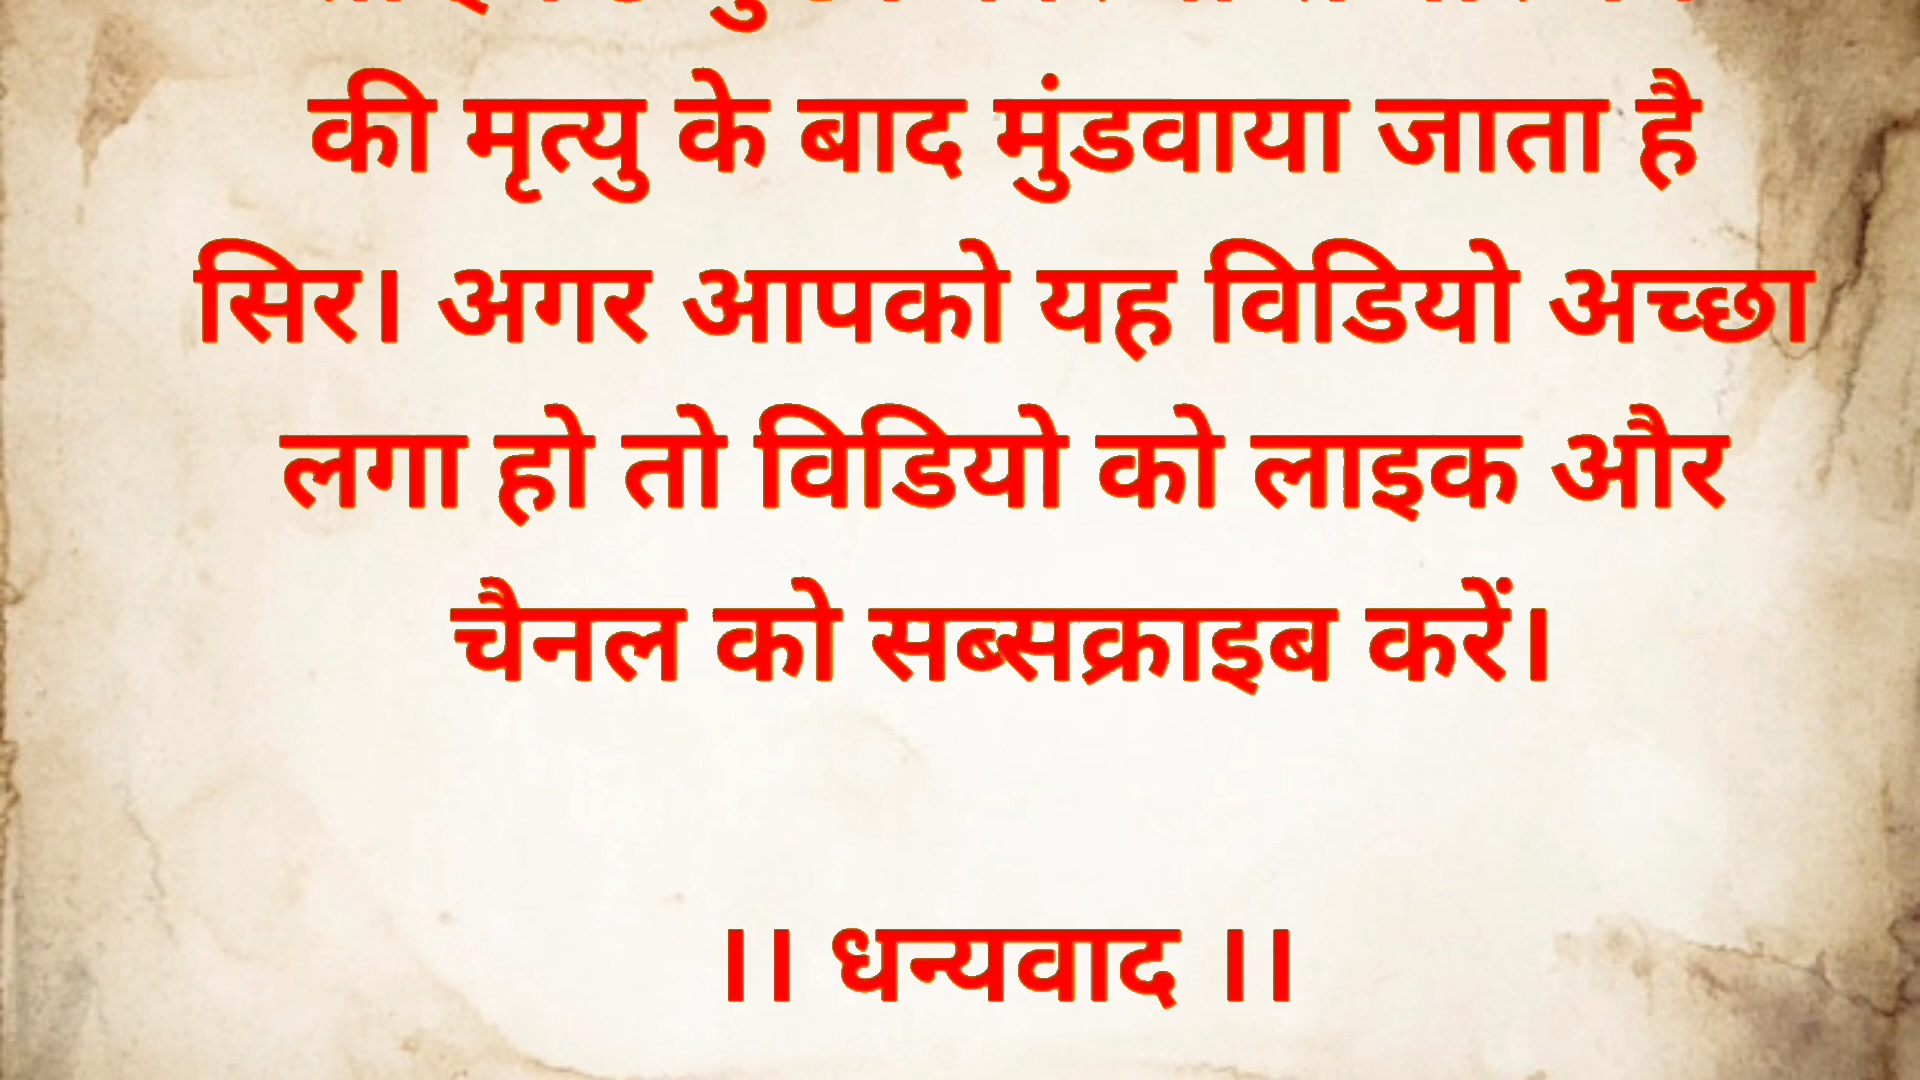 की मृत्यु के बाद मुंडवाया जाता है
सिर। अगर आपको यह विडियो अच्छा
लगा हो तो विडियो को लाइक और
चैनल को सब्सक्राइब करें।
।। धन्यवाद ।।